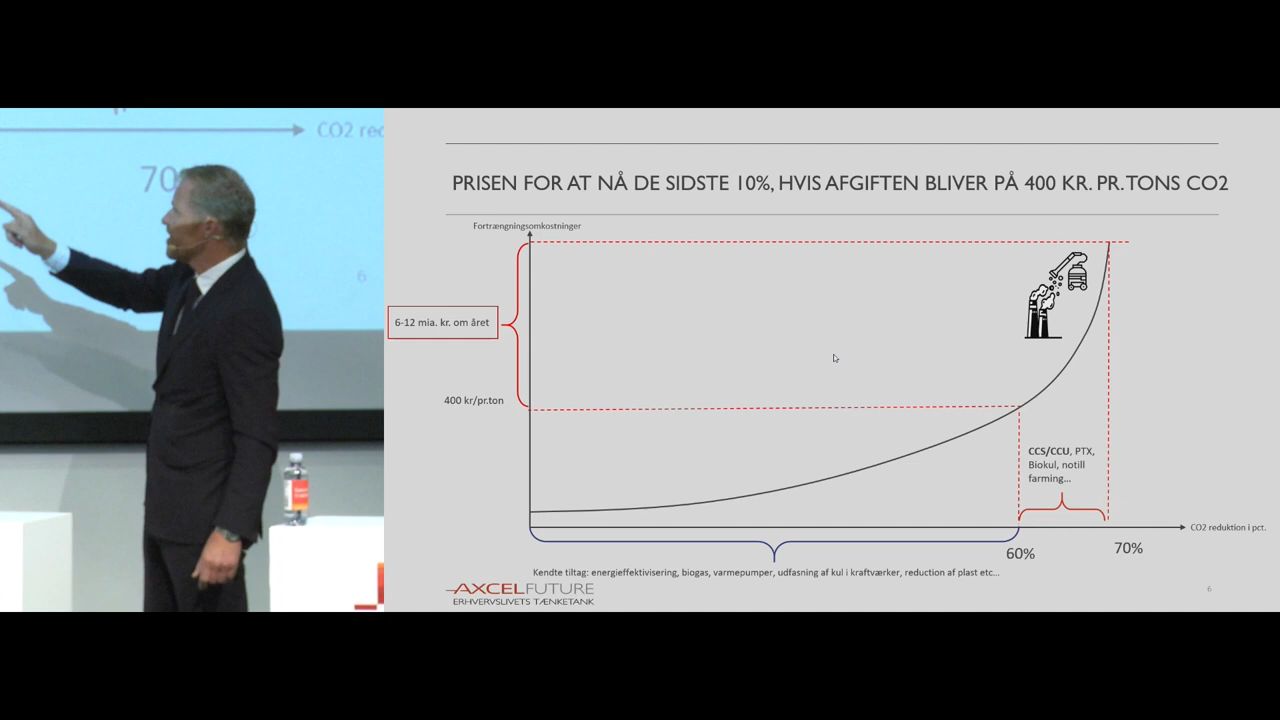 CO2 red
70
6
PRISEN FOR AT NÅ DE SIDSTE 10%, HVIS AFGIFTEN BLIVER PÅ 400 KR. PR. TONS CO2
Fortrængningsomkostninger
6-12 mia. kr. om året
400 kr/pr.ton
CCS/CCU, PTX,
Biokul, notill
farming...
CO2 reduktion i pct.
60%
70%
Kendte tiltag: energieffektivisering, biogas, varmepumper, udfasning af kul i kraftværker, reduktion af plast etc...
AXCELFUTURE
ERHVERVSLIVETS TÆNKETANK
6